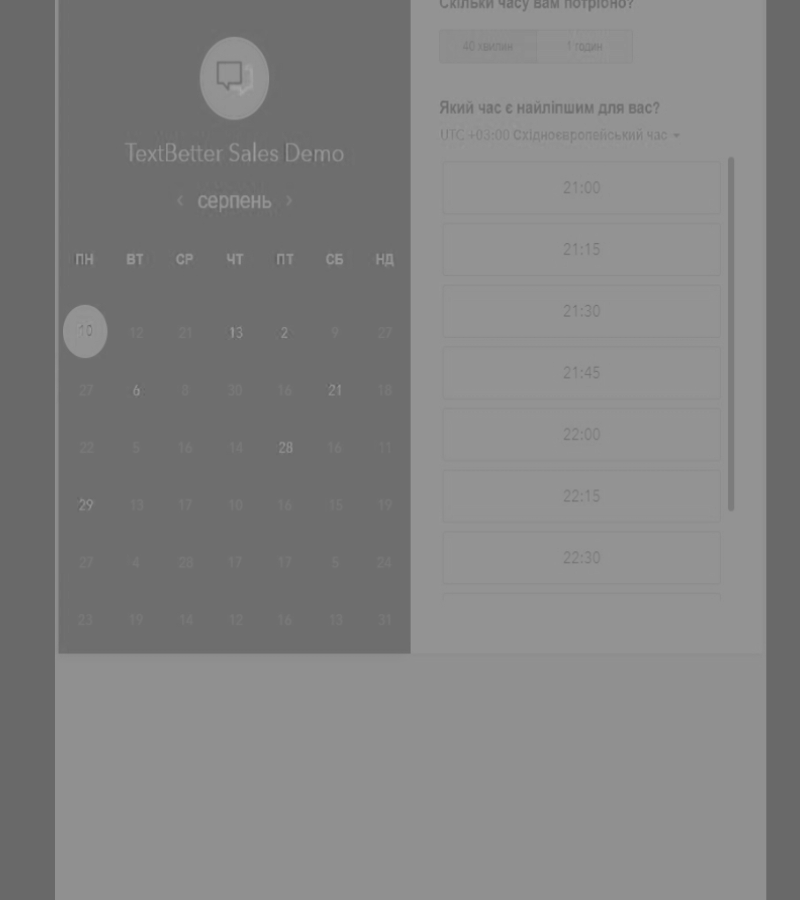 TextBetter Sales Demo
< серпень >
ПН ВТ СР ЧТ ПТ СБ НД
10 12 21 13 2 9 27
27 6 8 30 16 21 18
22 5 16 14 28 16 11
29 13 17 10 16 15 19
27 4 28 17 17 5 24
23 19 14 12 16 13 31
Скільки часу вам потрібно?
40 хвилин 1 годин
Який час є найліпшим для вас?
UTC +03:00 Східноєвропейський час
21:00
21:15
21:30
21:45
22:00
22:15
22:30